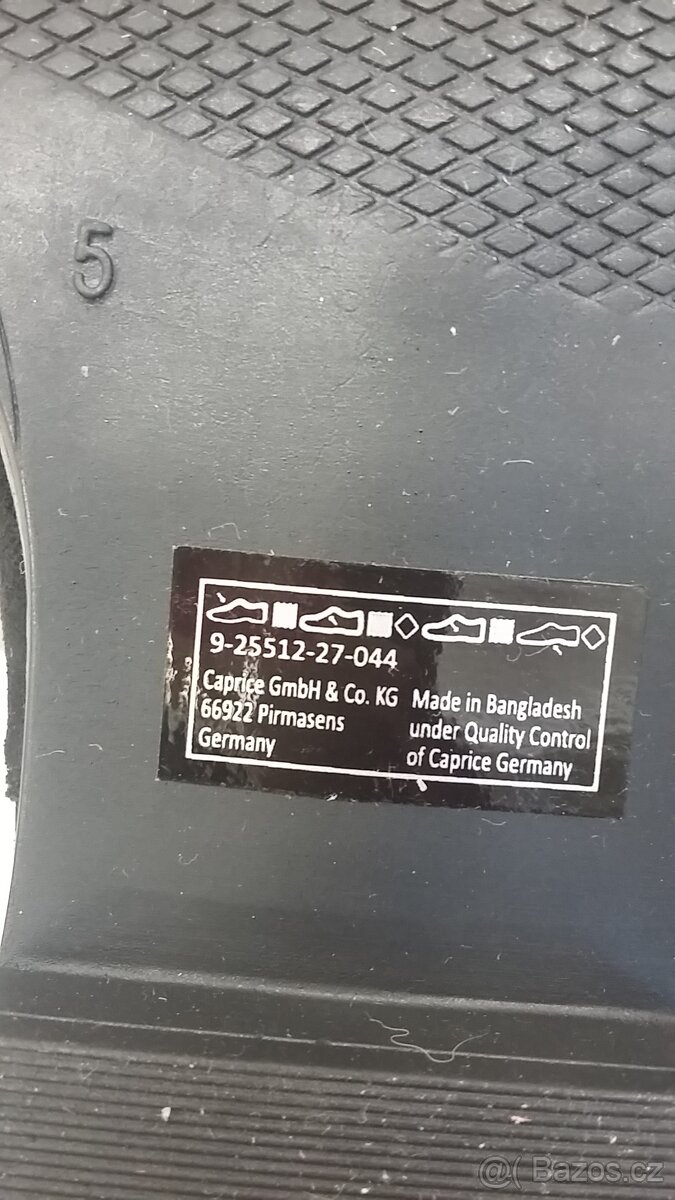 5
9-25512-27-044
Caprice GmbH & Co. KG
66922 Pirmasens
Germany
Made in Bangladesh
under Quality Control
of Caprice Germany
@( Bazos.cz